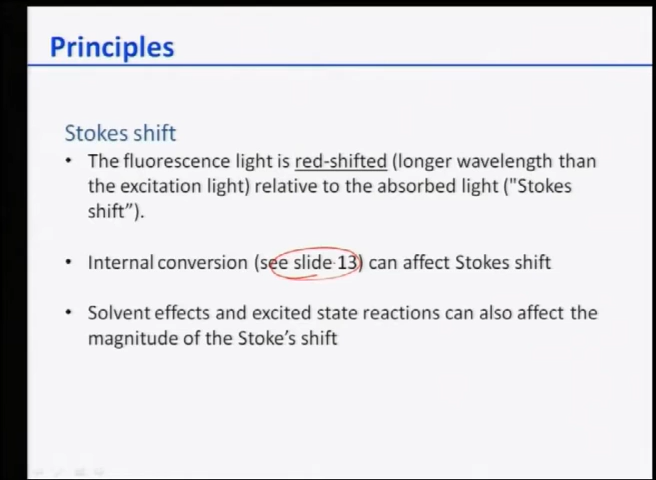 Principles
Stokes shift
• The fluorescence light is red-shifted (longer wavelength than
the excitation light) relative to the absorbed light ("Stokes
shift”).
• Internal conversion (see slide 13) can affect Stokes shift
• Solvent effects and excited state reactions can also affect the
magnitude of the Stoke’s shift